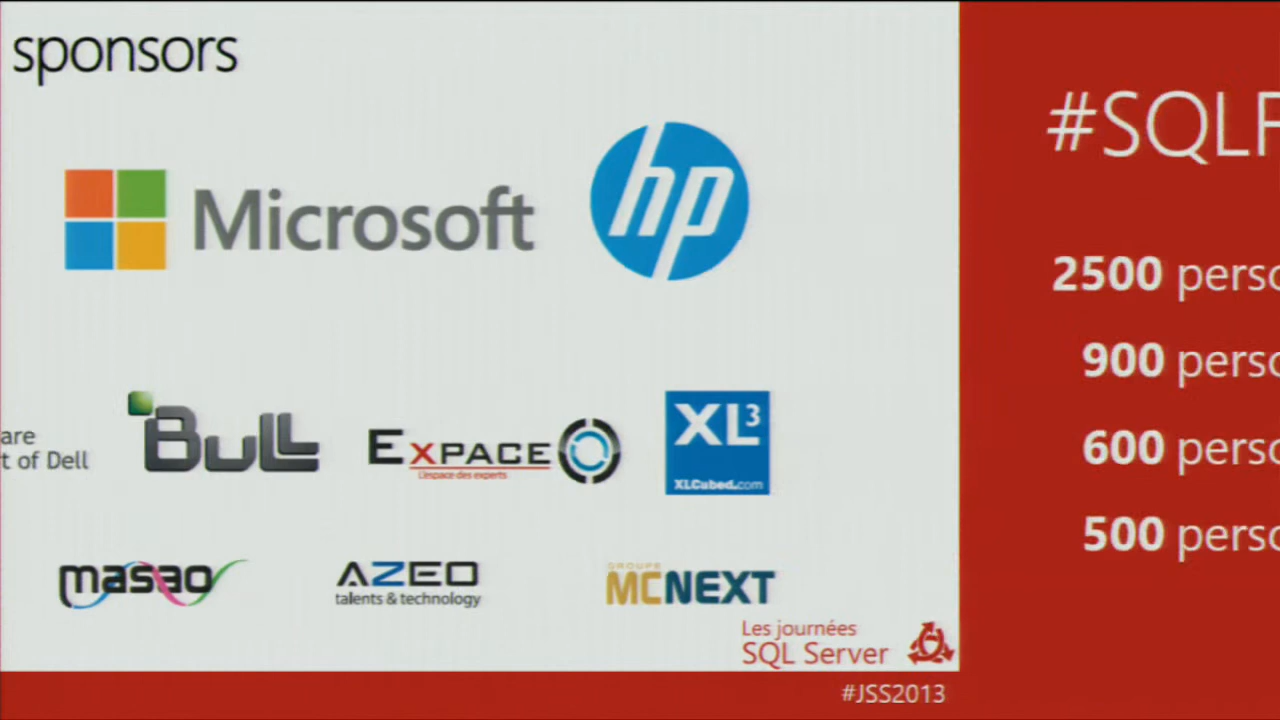 sponsors
Microsoft
hp
are
t of Dell
BULL
EXPACE
L'espace des experts
XL3
XLCubed.com
masao
AZEO
talents & technology
GROUPE
MCNEXT
Les journées
SQL Server
#JSS2013
#SQLF
2500 perso
900 perso
600 perso
500 perso